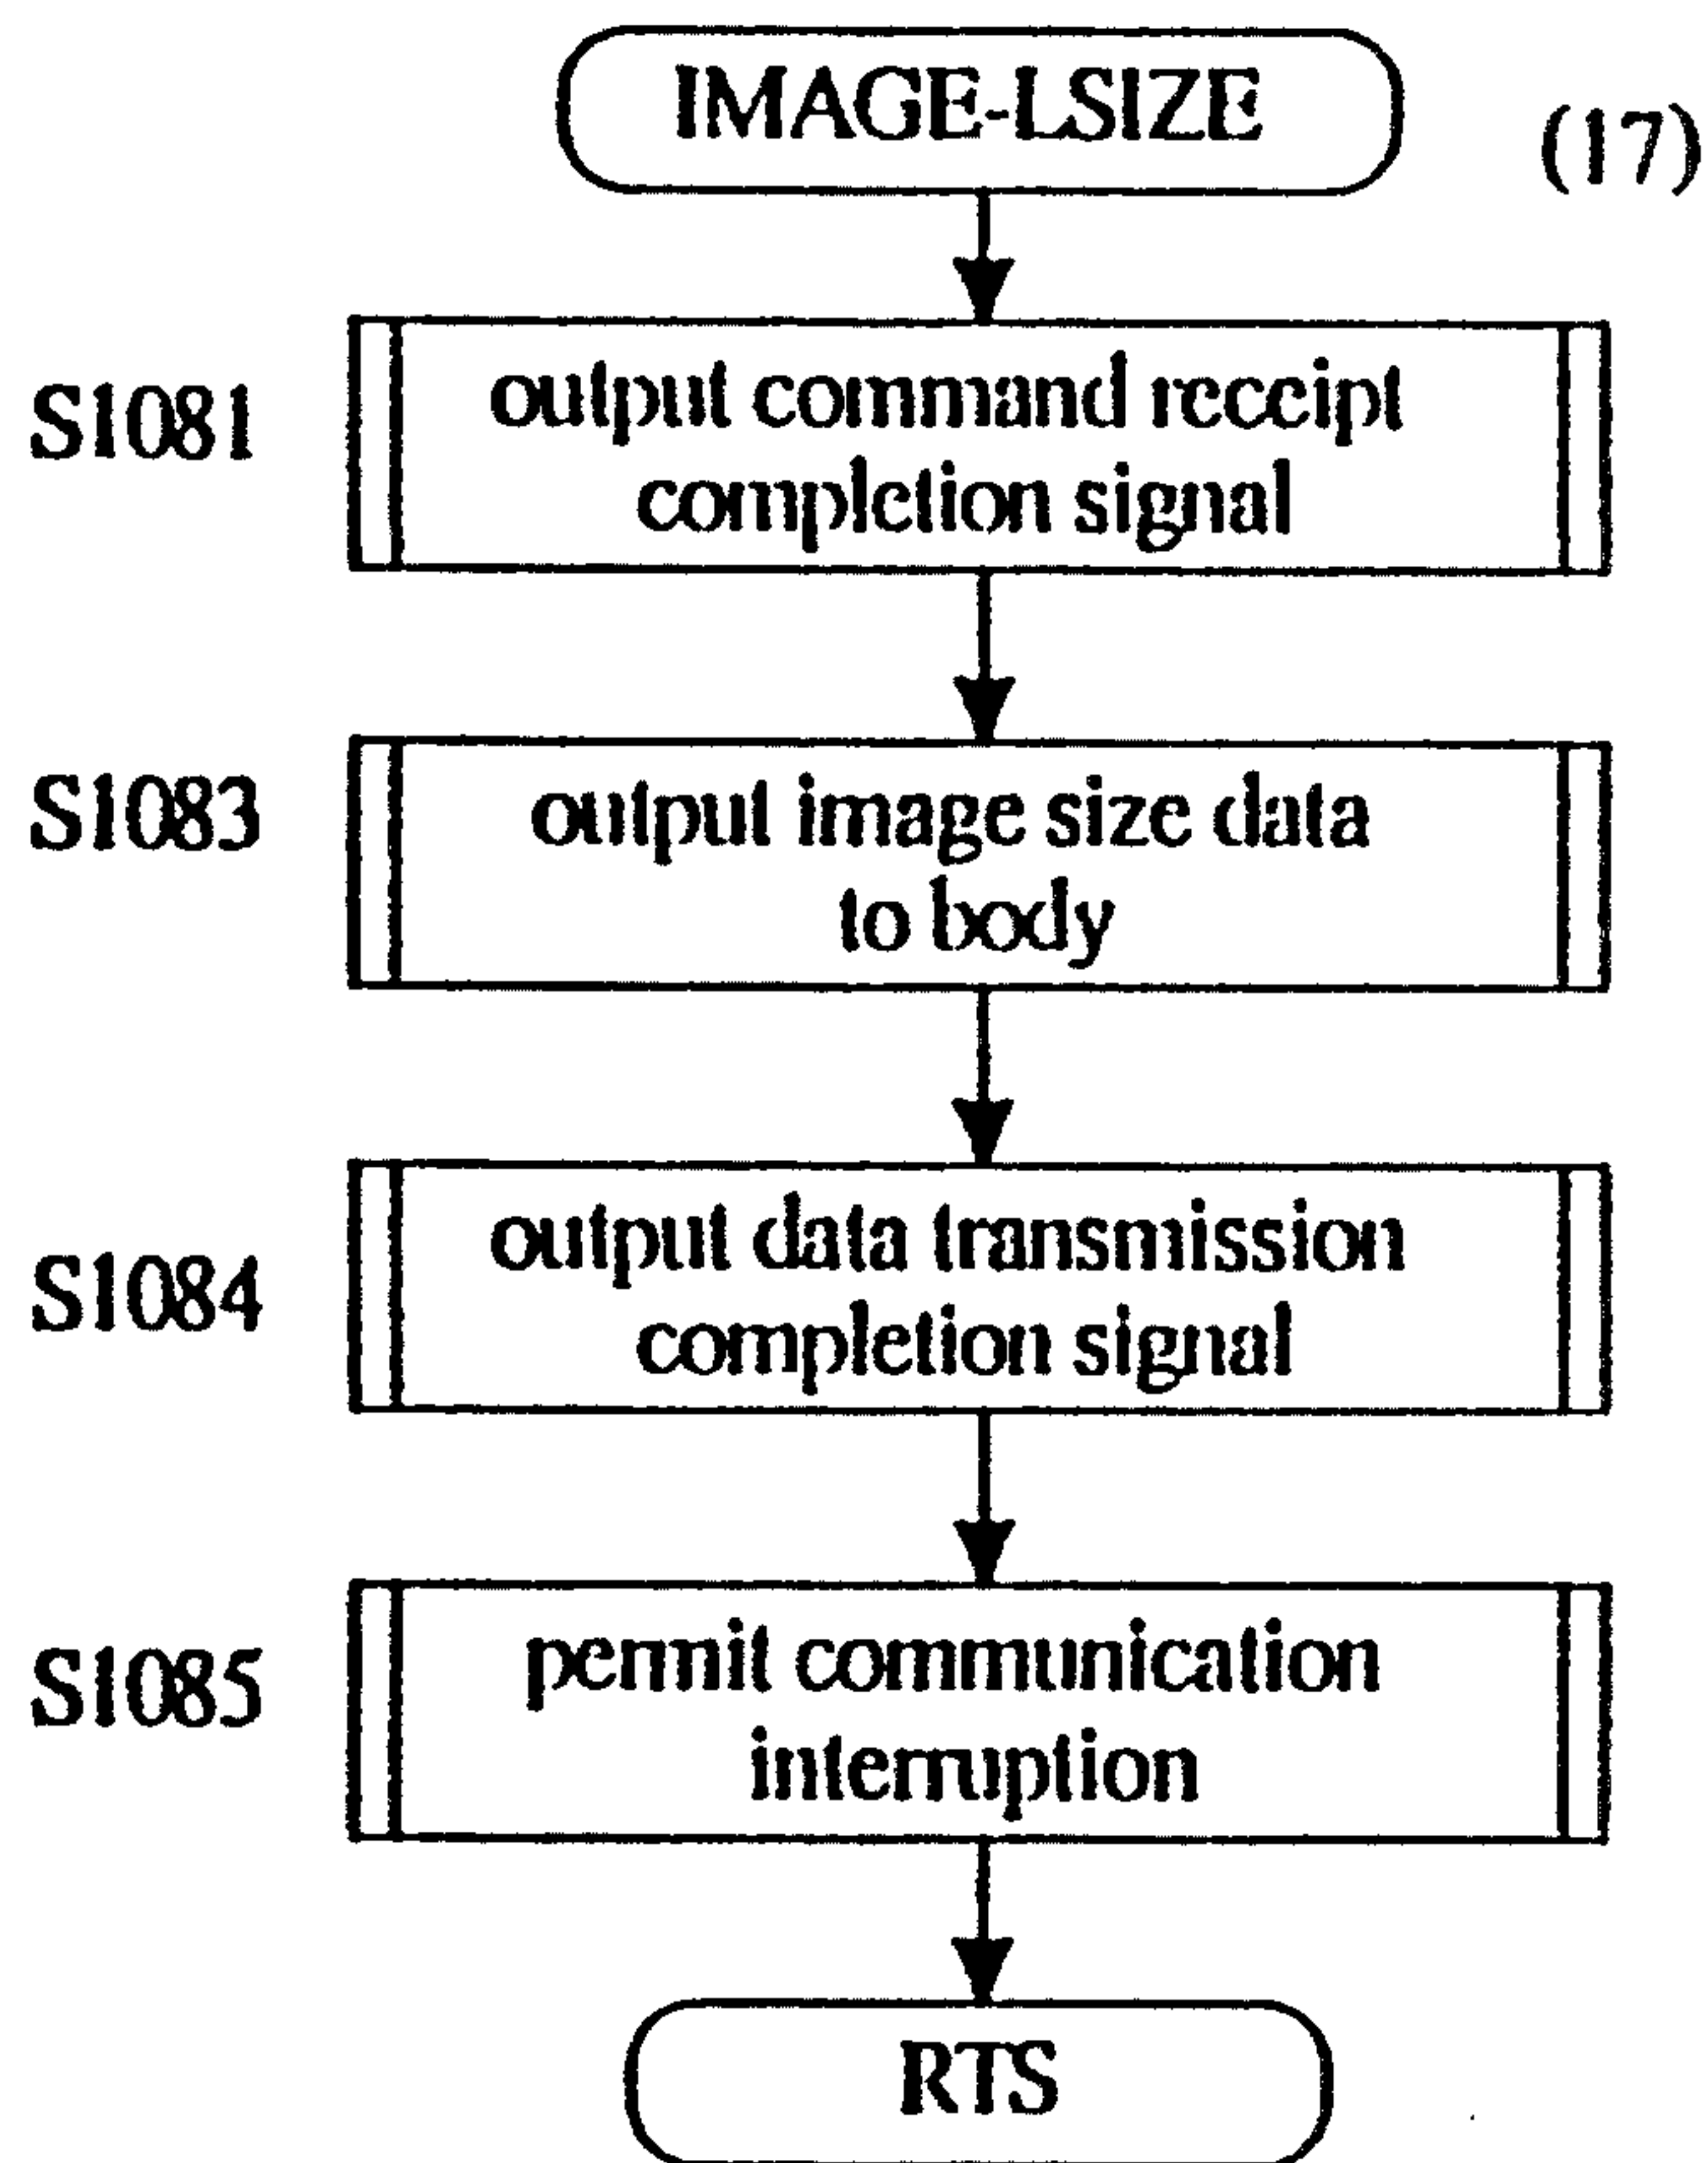 IMAGE-LSIZE
(17)
S1081
output command receipt
completion signal
S1083
output image size data
to body
S1084
output data transmission
completion signal
S1085
permit communication
interruption
RTS